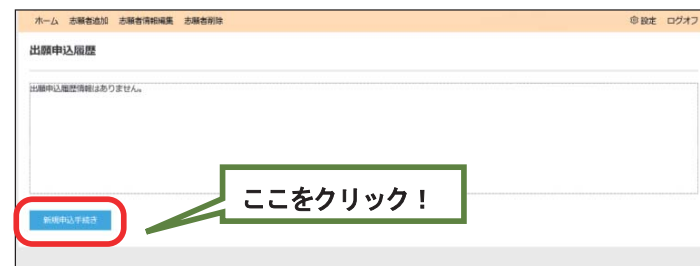 ホーム 志願者追加 志願者情報編集 志願者削除 設定 ログオフ
出願申込履歴
出願申込履歴情報はありません。
ここをクリック！
新規申込手続き